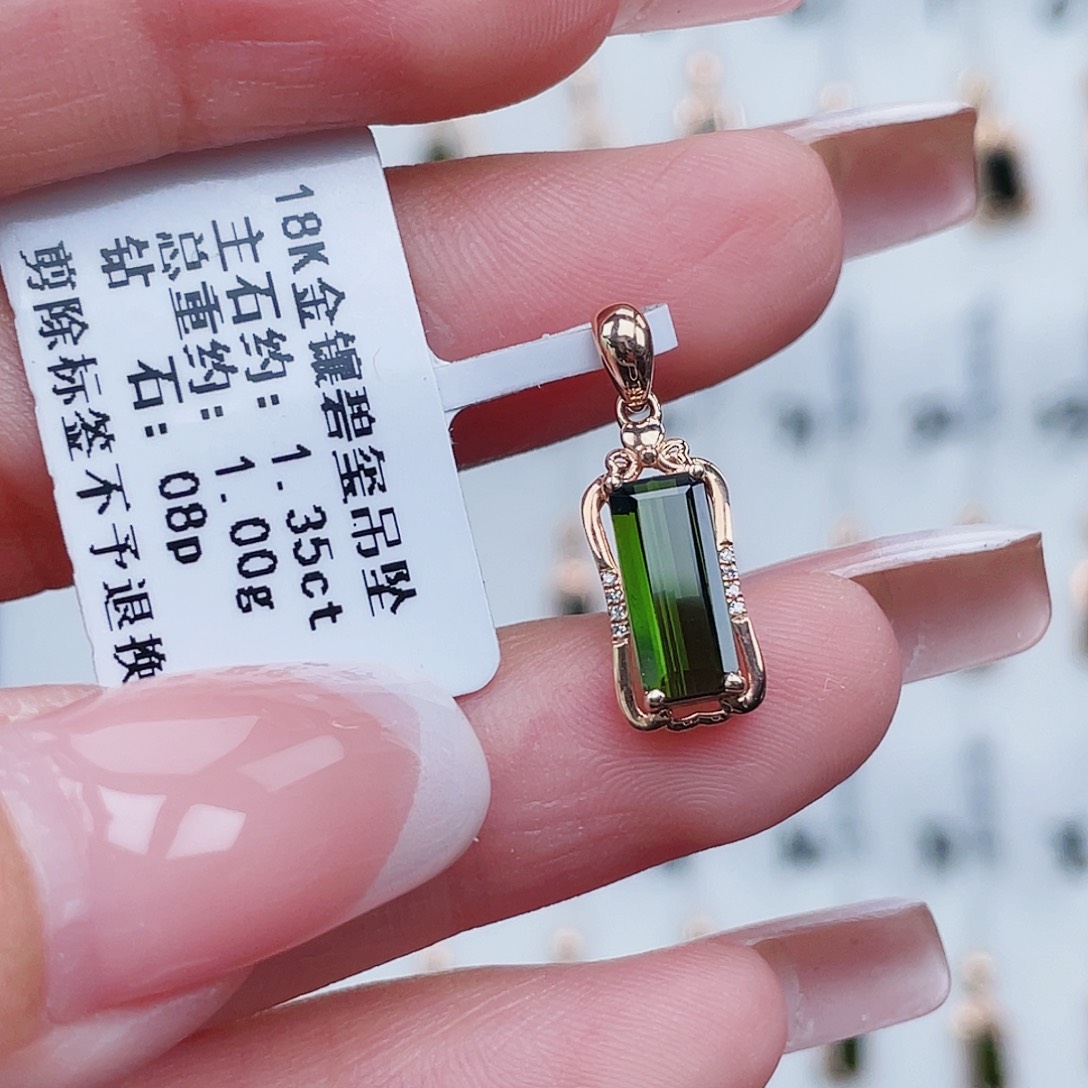 18K金镶碧玺吊坠
主石约: 1.35ct
总重约: 1.00g
钻 石: 08p
剪除标签不予退换